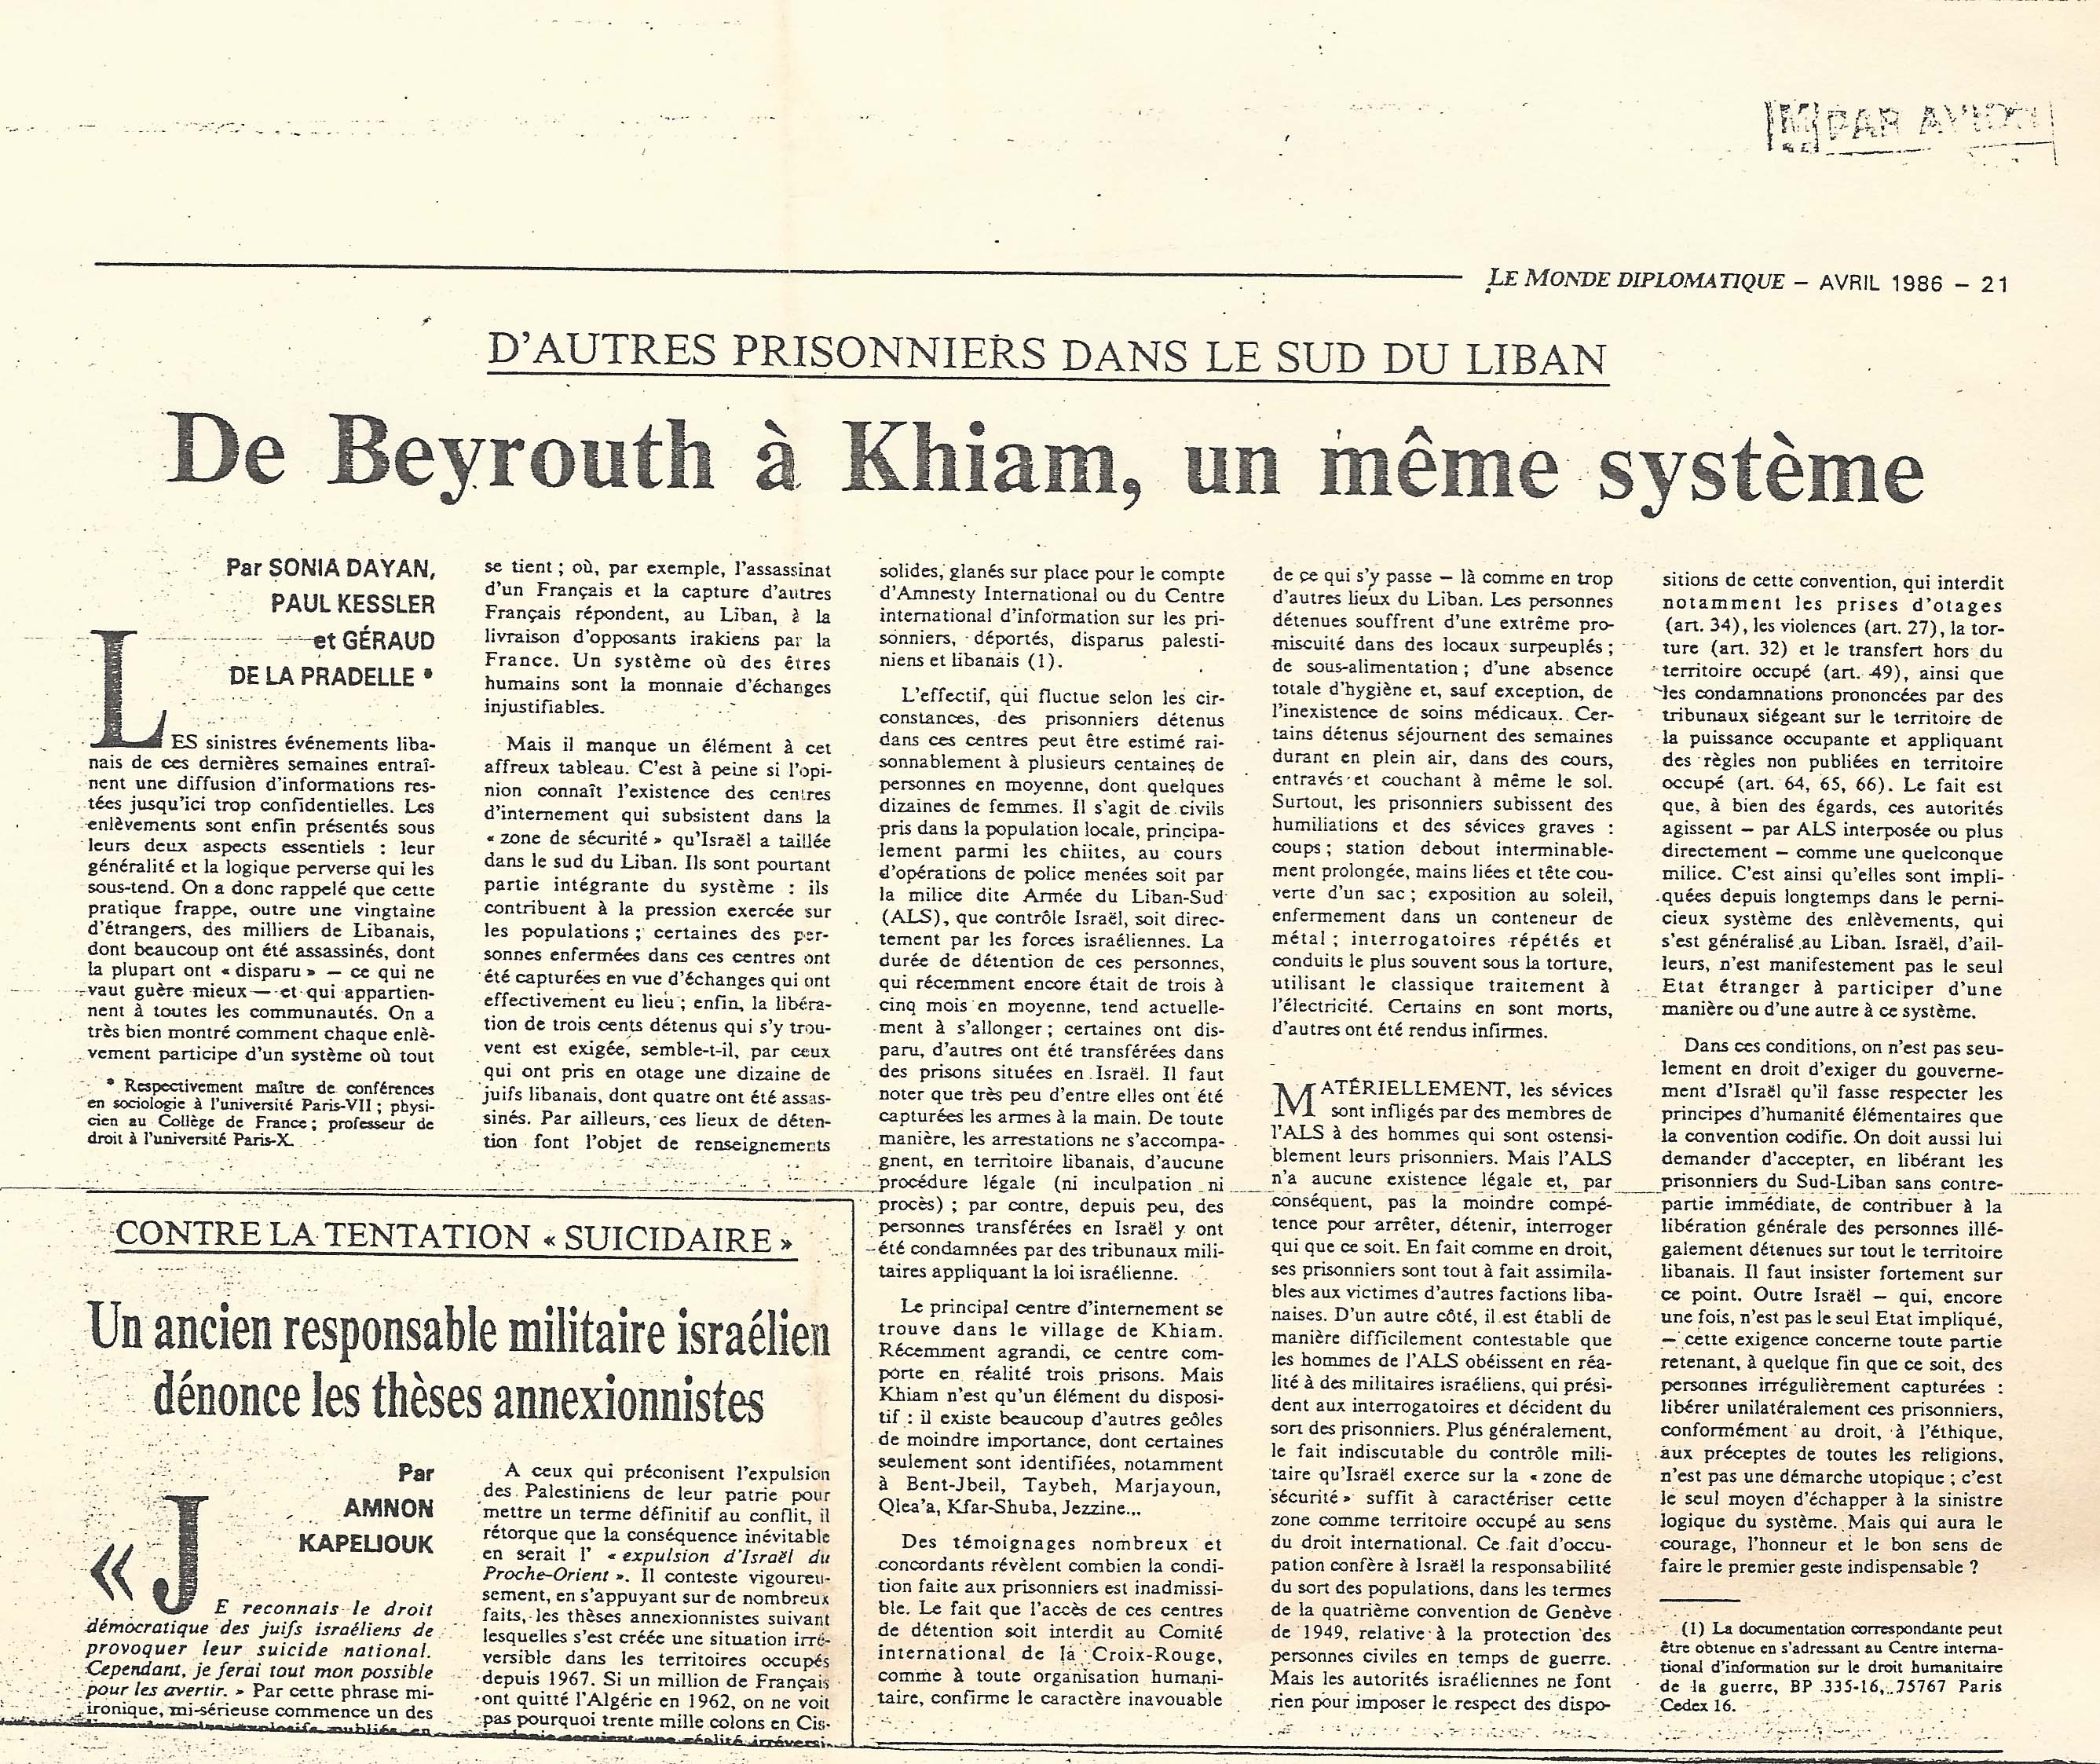 PAR AVION
LE MONDE DIPLOMATIQUE – AVRIL 1986 – 21
D'AUTRES PRISONNIERS DANS LE SUD DU LIBAN
De Beyrouth à Khiam, un même système
Par SONIA DAYAN,
PAUL KESSLER
et GÉRAUD
DE LA PRADELLE *
LES sinistres événements liba-
nais de ces dernières semaines entraî-
nent une diffusion d'informations res-
tées jusqu'ici trop confidentielles. Les
enlèvements sont enfin présentés sous
leurs deux aspects essentiels : leur
généralité et la logique perverse qui les
sous-tend. On a donc rappelé que cette
pratique frappe, outre une vingtaine
d'étrangers, des milliers de Libanais,
dont beaucoup ont été assassinés, dont
la plupart ont « disparu » – ce qui ne
vaut guère mieux – et qui appartien-
nent à toutes les communautés. On a
très bien montré comment chaque enlè-
vement participe d'un système où tout
* Respectivement maître de conférences
en sociologie à l'université Paris-VII ; physi-
cien au Collège de France ; professeur de
droit à l'université Paris-X.
se tient ; où, par exemple, l'assassinat
d'un Français et la capture d'autres
Français répondent, au Liban, à la
livraison d'opposants irakiens par la
France. Un système où des êtres
humains sont la monnaie d'échanges
injustifiables.
Mais il manque un élément à cet
affreux tableau. C'est à peine si l'opi-
nion connaît l'existence des centres
d'internement qui subsistent dans la
« zone de sécurité » qu'Israël a taillée
dans le sud du Liban. Ils sont pourtant
partie intégrante du système : ils
contribuent à la pression exercée sur
les populations ; certaines des per-
sonnes enfermées dans ces centres ont
été capturées en vue d'échanges qui ont
effectivement eu lieu ; enfin, la libéra-
tion de trois cents détenus qui s'y trou-
vent est exigée, semble-t-il, par ceux
qui ont pris en otage une dizaine de
juifs libanais, dont quatre ont été assas-
sinés. Par ailleurs, ces lieux de déten-
tion font l'objet de renseignements
solides, glanés sur place pour le compte
d'Amnesty International ou du Centre
international d'information sur les pri-
sonniers, déportés, disparus palesti-
niens et libanais (1).
L'effectif, qui fluctue selon les cir-
constances, des prisonniers détenus
dans ces centres peut être estimé rai-
sonnablement à plusieurs centaines de
personnes en moyenne, dont quelques
dizaines de femmes. Il s'agit de civils
pris dans la population locale, principa-
lement parmi les chiites, au cours
d'opérations de police menées soit par
la milice dite Armée du Liban-Sud
(ALS), que contrôle Israël, soit direc-
tement par les forces israéliennes. La
durée de détention de ces personnes,
qui récemment encore était de trois à
cinq mois en moyenne, tend actuelle-
ment à s'allonger ; certaines ont dis-
paru, d'autres ont été transférées dans
des prisons situées en Israël. Il faut
noter que très peu d'entre elles ont été
capturées les armes à la main. De toute
manière, les arrestations ne s'accompa-
gnent, en territoire libanais, d'aucune
procédure légale (ni inculpation ni
procès) ; par contre, depuis peu, des
personnes transférées en Israël y ont
été condamnées par des tribunaux mili-
taires appliquant la loi israélienne.
Le principal centre d'internement se
trouve dans le village de Khiam.
Récemment agrandi, ce centre com-
porte en réalité trois prisons. Mais
Khiam n'est qu'un élément du disposi-
tif : il existe beaucoup d'autres geôles
de moindre importance, dont certaines
seulement sont identifiées, notamment
à Bent-Jbeil, Taybeh, Marjayoun,
Qlea'a, Kfar-Shuba, Jezzine...
Des témoignages nombreux et
concordants révèlent combien la condi-
tion faite aux prisonniers est inadmissi-
ble. Le fait que l'accès de ces centres
de détention soit interdit au Comité
international de la Croix-Rouge,
comme à toute organisation humani-
taire, confirme le caractère inavouable
de ce qui s'y passe – là comme en trop
d'autres lieux du Liban. Les personnes
détenues souffrent d'une extrême pro-
miscuité dans des locaux surpeuplés ;
de sous-alimentation ; d'une absence
totale d'hygiène et, sauf exception, de
l'inexistence de soins médicaux. Cer-
tains détenus séjournent des semaines
durant en plein air, dans des cours,
entravés et couchant à même le sol.
Surtout, les prisonniers subissent des
humiliations et des sévices graves :
coups ; station debout interminable-
ment prolongée, mains liées et tête cou-
verte d'un sac ; exposition au soleil,
enfermement dans un conteneur de
métal ; interrogatoires répétés et
conduits le plus souvent sous la torture,
utilisant le classique traitement à
l'électricité. Certains en sont morts,
d'autres ont été rendus infirmes.
MATÉRIELLEMENT, les sévices
sont infligés par des membres de
l'ALS à des hommes qui sont ostensi-
blement leurs prisonniers. Mais l'ALS
n'a aucune existence légale et, par
conséquent, pas la moindre compé-
tence pour arrêter, détenir, interroger
qui que ce soit. En fait comme en droit,
ses prisonniers sont tout à fait assimila-
bles aux victimes d'autres factions liba-
naises. D'un autre côté, il est établi de
manière difficilement contestable que
les hommes de l'ALS obéissent en réa-
lité à des militaires israéliens, qui prési-
dent aux interrogatoires et décident du
sort des prisonniers. Plus généralement,
le fait indiscutable du contrôle mili-
taire qu'Israël exerce sur la « zone de
sécurité » suffit à caractériser cette
zone comme territoire occupé au sens
du droit international. Ce fait d'occu-
pation confère à Israël la responsabilité
du sort des populations, dans les termes
de la quatrième convention de Genève
de 1949, relative à la protection des
personnes civiles en temps de guerre.
Mais les autorités israéliennes ne font
rien pour imposer le respect des dispo-
sitions de cette convention, qui interdit
notamment les prises d'otages
(art. 34), les violences (art. 27), la tor-
ture (art. 32) et le transfert hors du
territoire occupé (art. 49), ainsi que
les condamnations prononcées par des
tribunaux siégeant sur le territoire de
la puissance occupante et appliquant
des règles non publiées en territoire
occupé (art. 64, 65, 66). Le fait est
que, à bien des égards, ces autorités
agissent – par ALS interposée ou plus
directement – comme une quelconque
milice. C'est ainsi qu'elles sont impli-
quées depuis longtemps dans le perni-
cieux système des enlèvements, qui
s'est généralisé au Liban. Israël, d'ail-
leurs, n'est manifestement pas le seul
Etat étranger à participer d'une
manière ou d'une autre à ce système.
Dans ces conditions, on n'est pas seu-
lement en droit d'exiger du gouverne-
ment d'Israël qu'il fasse respecter les
principes d'humanité élémentaires que
la convention codifie. On doit aussi lui
demander d'accepter, en libérant les
prisonniers du Sud-Liban sans contre-
partie immédiate, de contribuer à la
libération générale des personnes illé-
galement détenues sur tout le territoire
libanais. Il faut insister fortement sur
ce point. Outre Israël – qui, encore
une fois, n'est pas le seul Etat impliqué,
– cette exigence concerne toute partie
retenant, à quelque fin que ce soit, des
personnes irrégulièrement capturées :
libérer unilatéralement ces prisonniers,
conformément au droit, à l'éthique,
aux préceptes de toutes les religions,
n'est pas une démarche utopique ; c'est
le seul moyen d'échapper à la sinistre
logique du système. Mais qui aura le
courage, l'honneur et le bon sens de
faire le premier geste indispensable ?
(1) La documentation correspondante peut
être obtenue en s'adressant au Centre interna-
tional d'information sur le droit humanitaire
de la guerre, BP 335-16, 75767 Paris
Cedex 16.
CONTRE LA TENTATION « SUICIDAIRE »
Un ancien responsable militaire israélien
dénonce les thèses annexionnistes
Par
AMNON
KAPELIOUK
« JE reconnais le droit
démocratique des juifs israéliens de
provoquer leur suicide national.
Cependant, je ferai tout mon possible
pour les avertir. » Par cette phrase mi-
ironique, mi-sérieuse commence un des
A ceux qui préconisent l'expulsion
des Palestiniens de leur patrie pour
mettre un terme définitif au conflit, il
rétorque que la conséquence inévitable
en serait l' « expulsion d'Israël du
Proche-Orient ». Il conteste vigoureu-
sement, en s'appuyant sur de nombreux
faits, les thèses annexionnistes suivant
lesquelles s'est créée une situation irré-
versible dans les territoires occupés
depuis 1967. Si un million de Français
ont quitté l'Algérie en 1962, on ne voit
pas pourquoi trente mille colons en Cis-